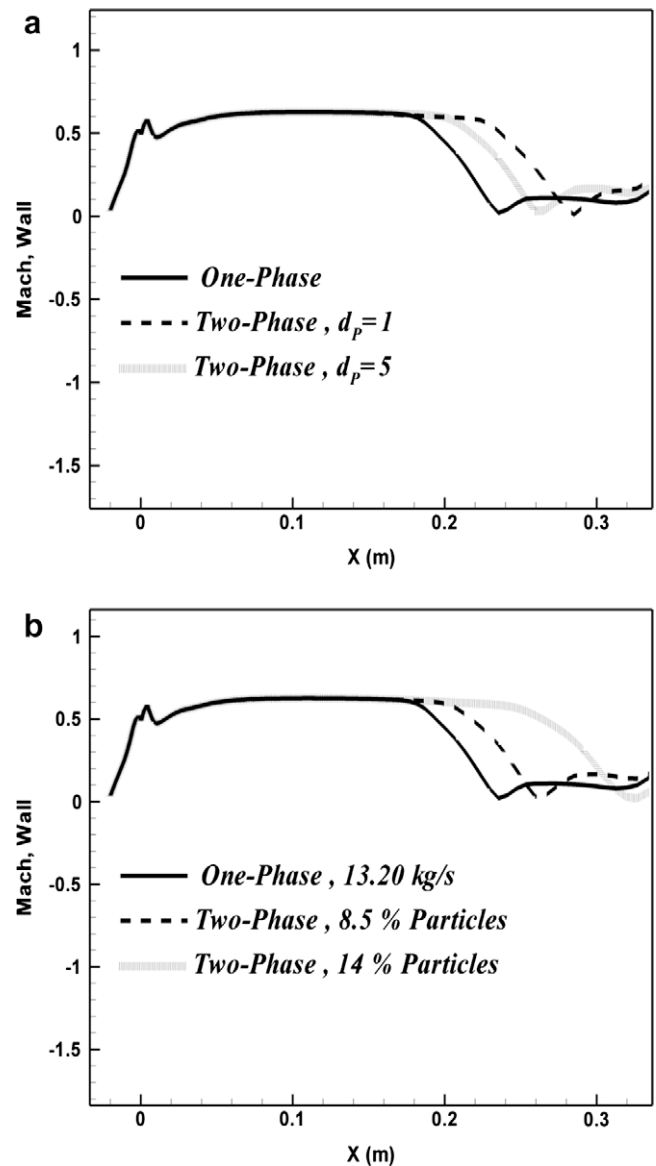 a
1
0.5
0
-0.5
-1
-1.5
Mach, Wall
One-Phase
Two-Phase , dP=1
Two-Phase , dP=5
0
0.1
0.2
0.3
X (m)
b
1
0.5
0
-0.5
-1
-1.5
Mach, Wall
One-Phase , 13.20 kg/s
Two-Phase , 8.5 % Particles
Two-Phase , 14 % Particles
0
0.1
0.2
0.3
X (m)